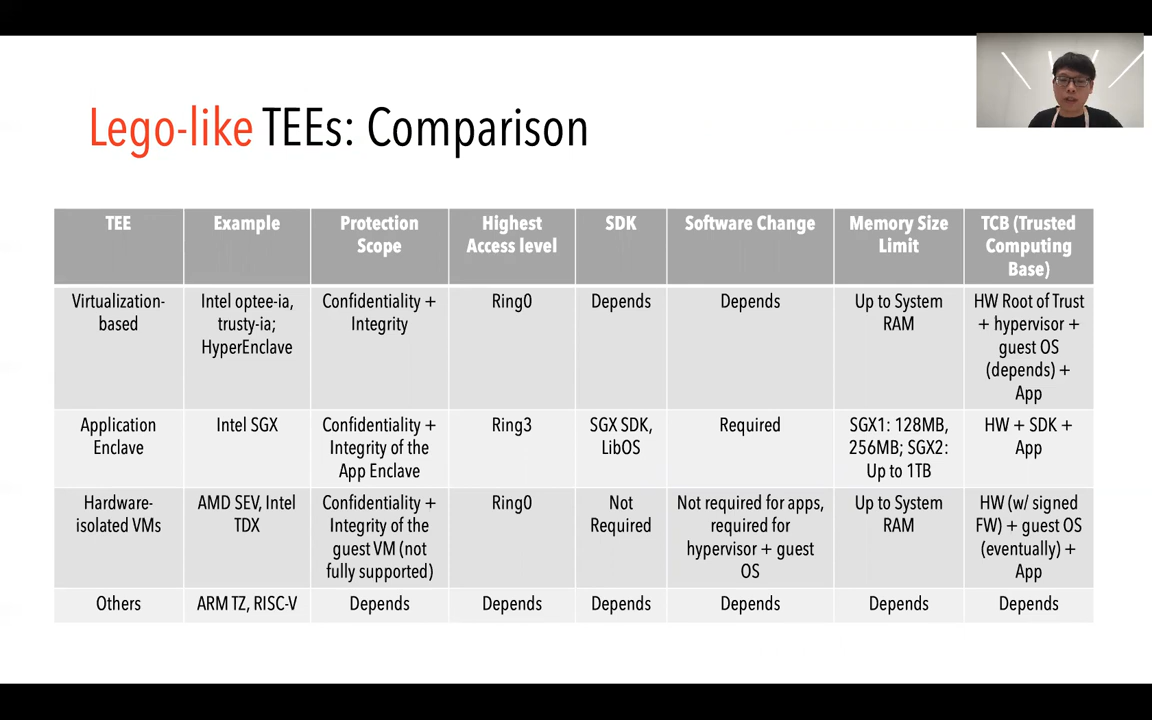 Lego-like TEEs: Comparison
TEE
Example
Protection
Scope
Highest
Access level
SDK
Software Change
Memory Size
Limit
TCB (Trusted
Computing
Base)
Virtualization-
based
Intel optee-ia,
trusty-ia;
HyperEnclave
Confidentiality +
Integrity
Ring0
Depends
Depends
Up to System
RAM
HW Root of Trust
+ hypervisor +
guest OS
(depends) +
App
Application
Enclave
Intel SGX
Confidentiality +
Integrity of the
App Enclave
Ring3
SGX SDK,
LibOS
Required
SGX1: 128MB,
256MB; SGX2:
Up to 1TB
HW + SDK +
App
Hardware-
isolated VMs
AMD SEV, Intel
TDX
Confidentiality +
Integrity of the
guest VM (not
fully supported)
Ring0
Not
Required
Not required for apps,
required for
hypervisor + guest
OS
Up to System
RAM
HW (w/ signed
FW) + guest OS
(eventually) +
App
Others
ARM TZ, RISC-V
Depends
Depends
Depends
Depends
Depends
Depends